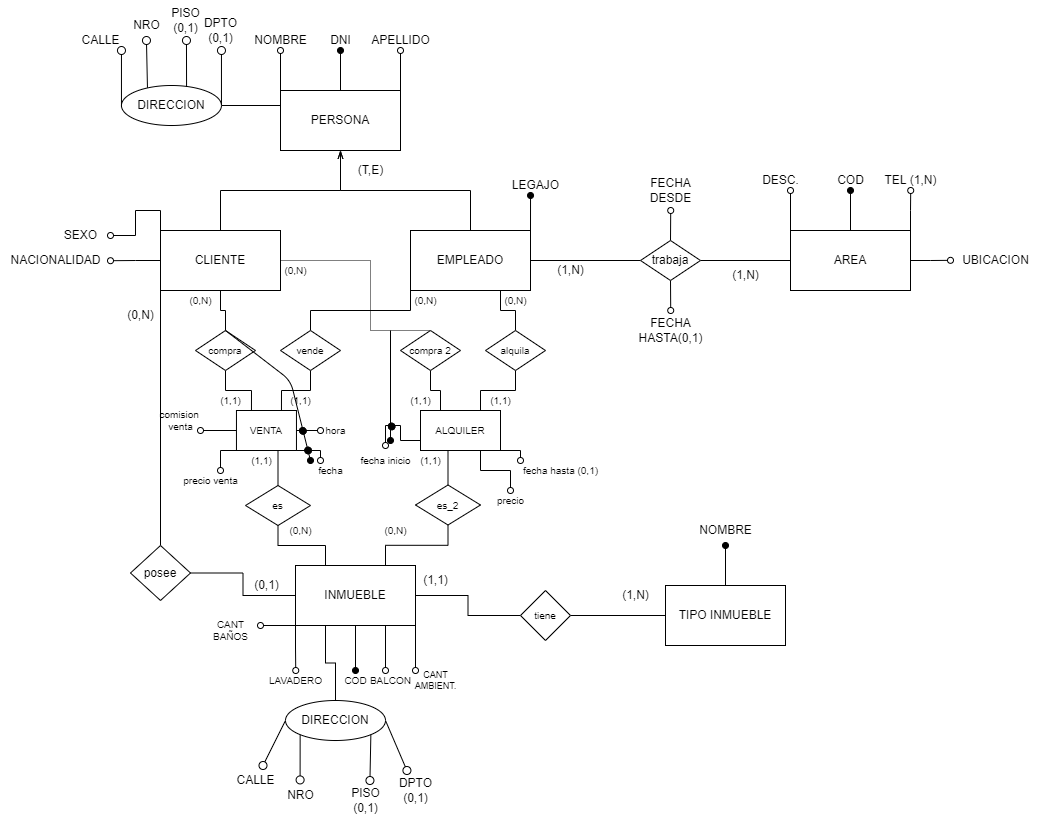 PISO
(0,1)
NRO
DPTO
(0,1)
CALLE
NOMBRE
DNI
APELLIDO
DIRECCION
PERSONA
(T,E)
LEGAJO
FECHA
DESDE
DESC.
COD
TEL (1,N)
SEXO
NACIONALIDAD
CLIENTE
(0,N)
EMPLEADO
(1,N)
trabaja
(1,N)
AREA
UBICACION
(0,N)
(0,N)
(0,N)
(0,N)
FECHA
HASTA(0,1)
compra
vende
compra 2
alquila
(1,1)
(1,1)
(1,1)
(1,1)
comision
venta
VENTA
hora
ALQUILER
(1,1)
fecha
fecha inicio
(1,1)
fecha hasta (0,1)
precio venta
precio
es
es_2
(0,N)
(0,N)
NOMBRE
posee
(0,1)
INMUEBLE
(1,1)
tiene
(1,N)
TIPO INMUEBLE
CANT
BAÑOS
LAVADERO
COD
BALCON
CANT
AMBIENT.
DIRECCION
CALLE
NRO
PISO
(0,1)
DPTO
(0,1)